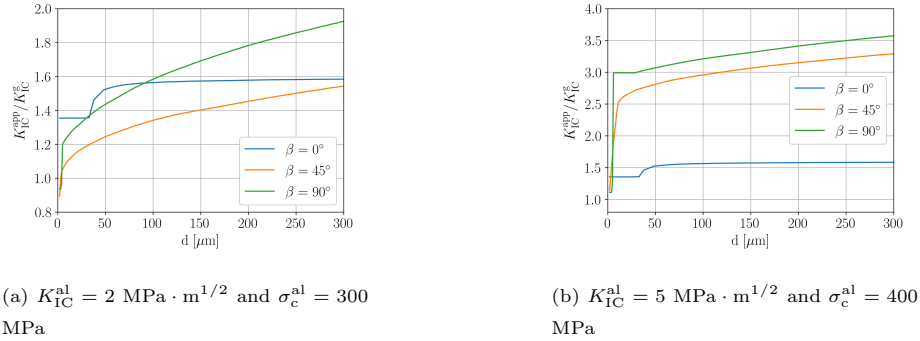 2.0
1.8
1.6
1.4
1.2
1.0
0.8
K_IC^app/K_IC^g
β = 0°
β = 45°
β = 90°
0 50 100 150 200 250 300
d [μm]
4.0
3.5
3.0
2.5
2.0
1.5
1.0
K_IC^app/K_IC^g
β = 0°
β = 45°
β = 90°
0 50 100 150 200 250 300
d [μm]
(a) K_IC^al = 2 MPa · m^1/2 and σ_c^al = 300
MPa
(b) K_IC^al = 5 MPa · m^1/2 and σ_c^al = 400
MPa